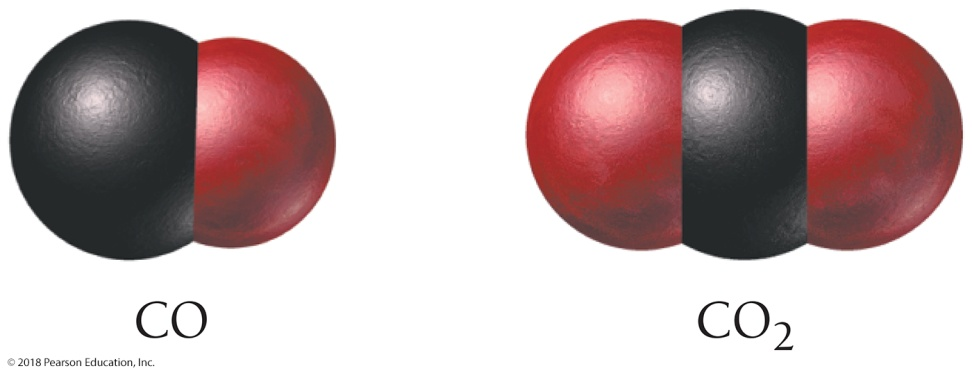 CO
CO₂
© 2018 Pearson Education, Inc.